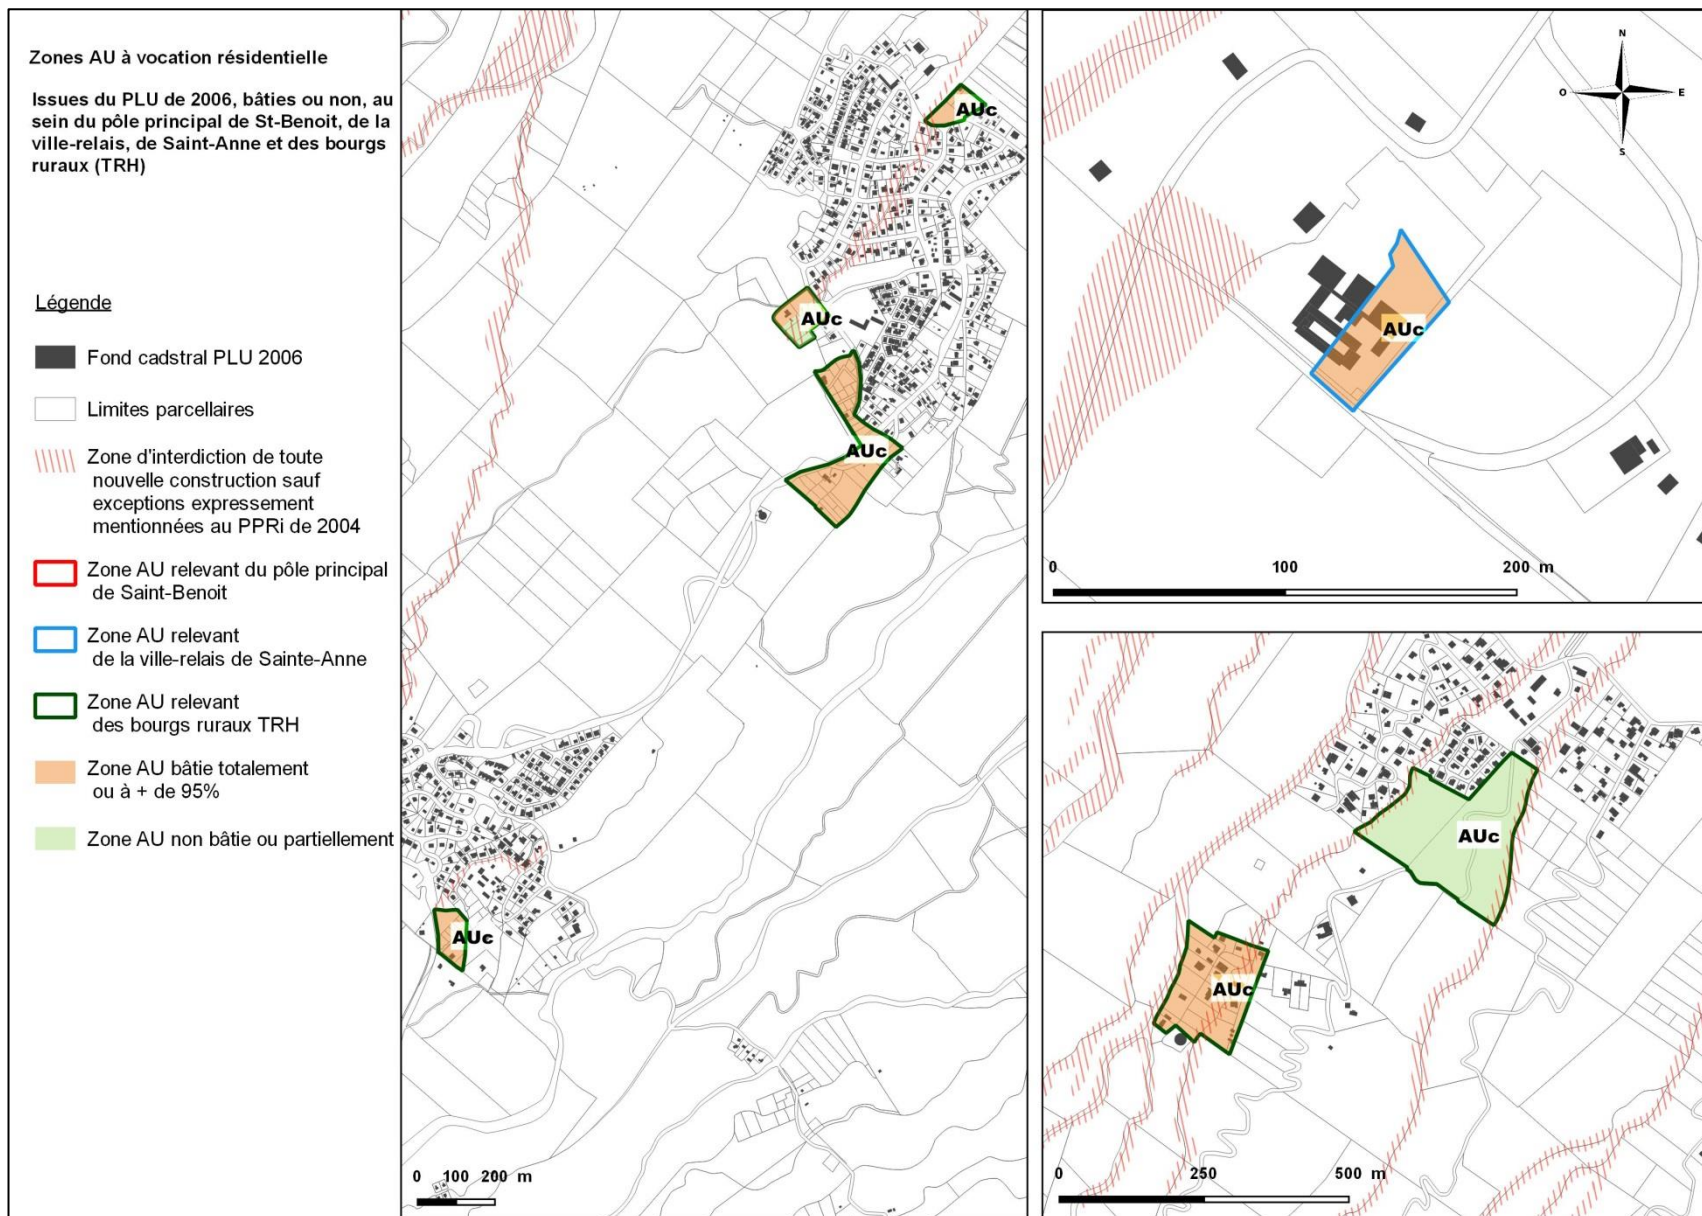 Zones AU à vocation résidentielle
Issues du PLU de 2006, bâties ou non, au
sein du pôle principal de St-Benoit, de la
ville-relais, de Saint-Anne et des bourgs
ruraux (TRH)
Légende
Fond cadstral PLU 2006
Limites parcellaires
Zone d'interdiction de toute
nouvelle construction sauf
exceptions expressement
mentionnées au PPRi de 2004
Zone AU relevant du pôle principal
de Saint-Benoit
Zone AU relevant
de la ville-relais de Sainte-Anne
Zone AU relevant
des bourgs ruraux TRH
Zone AU bâtie totalement
ou à + de 95%
Zone AU non bâtie ou partiellement
AUc
AUc
AUc
AUc
0 100 200 m
N
O E
S
AUc
0 100 200 m
AUc
AUc
0 250 500 m